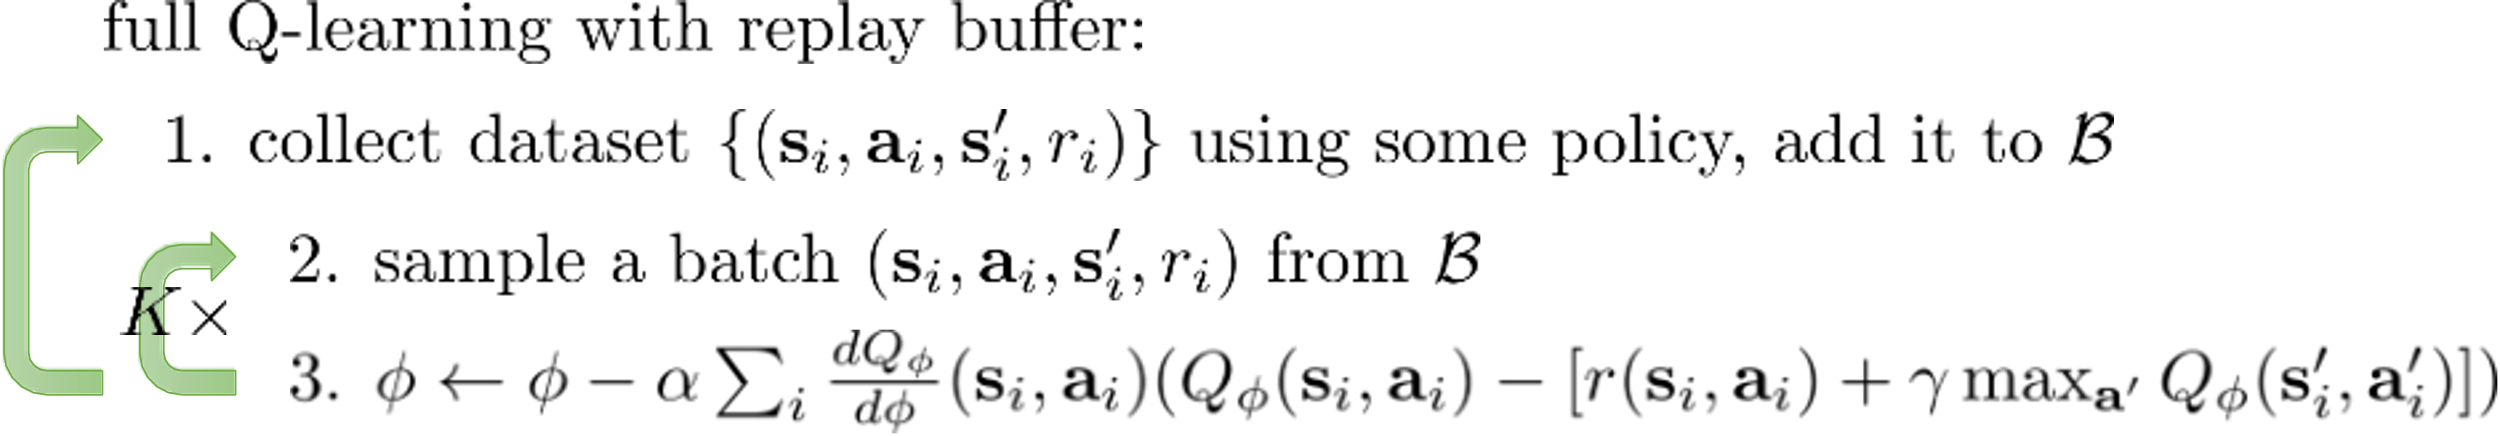 full Q-learning with replay buffer:
1. collect dataset {(𝐬ᵢ, 𝐚ᵢ, 𝐬′ᵢ, rᵢ)} using some policy, add it to ℬ
2. sample a batch (𝐬ᵢ, 𝐚ᵢ, 𝐬′ᵢ, rᵢ) from ℬ
K×
3. ϕ ← ϕ − α ∑ᵢ dQ_ϕ/dϕ (𝐬ᵢ, 𝐚ᵢ)(Q_ϕ(𝐬ᵢ, 𝐚ᵢ) − [r(𝐬ᵢ, 𝐚ᵢ) + γ max_𝐚′ Q_ϕ(𝐬′ᵢ, 𝐚′ᵢ)])